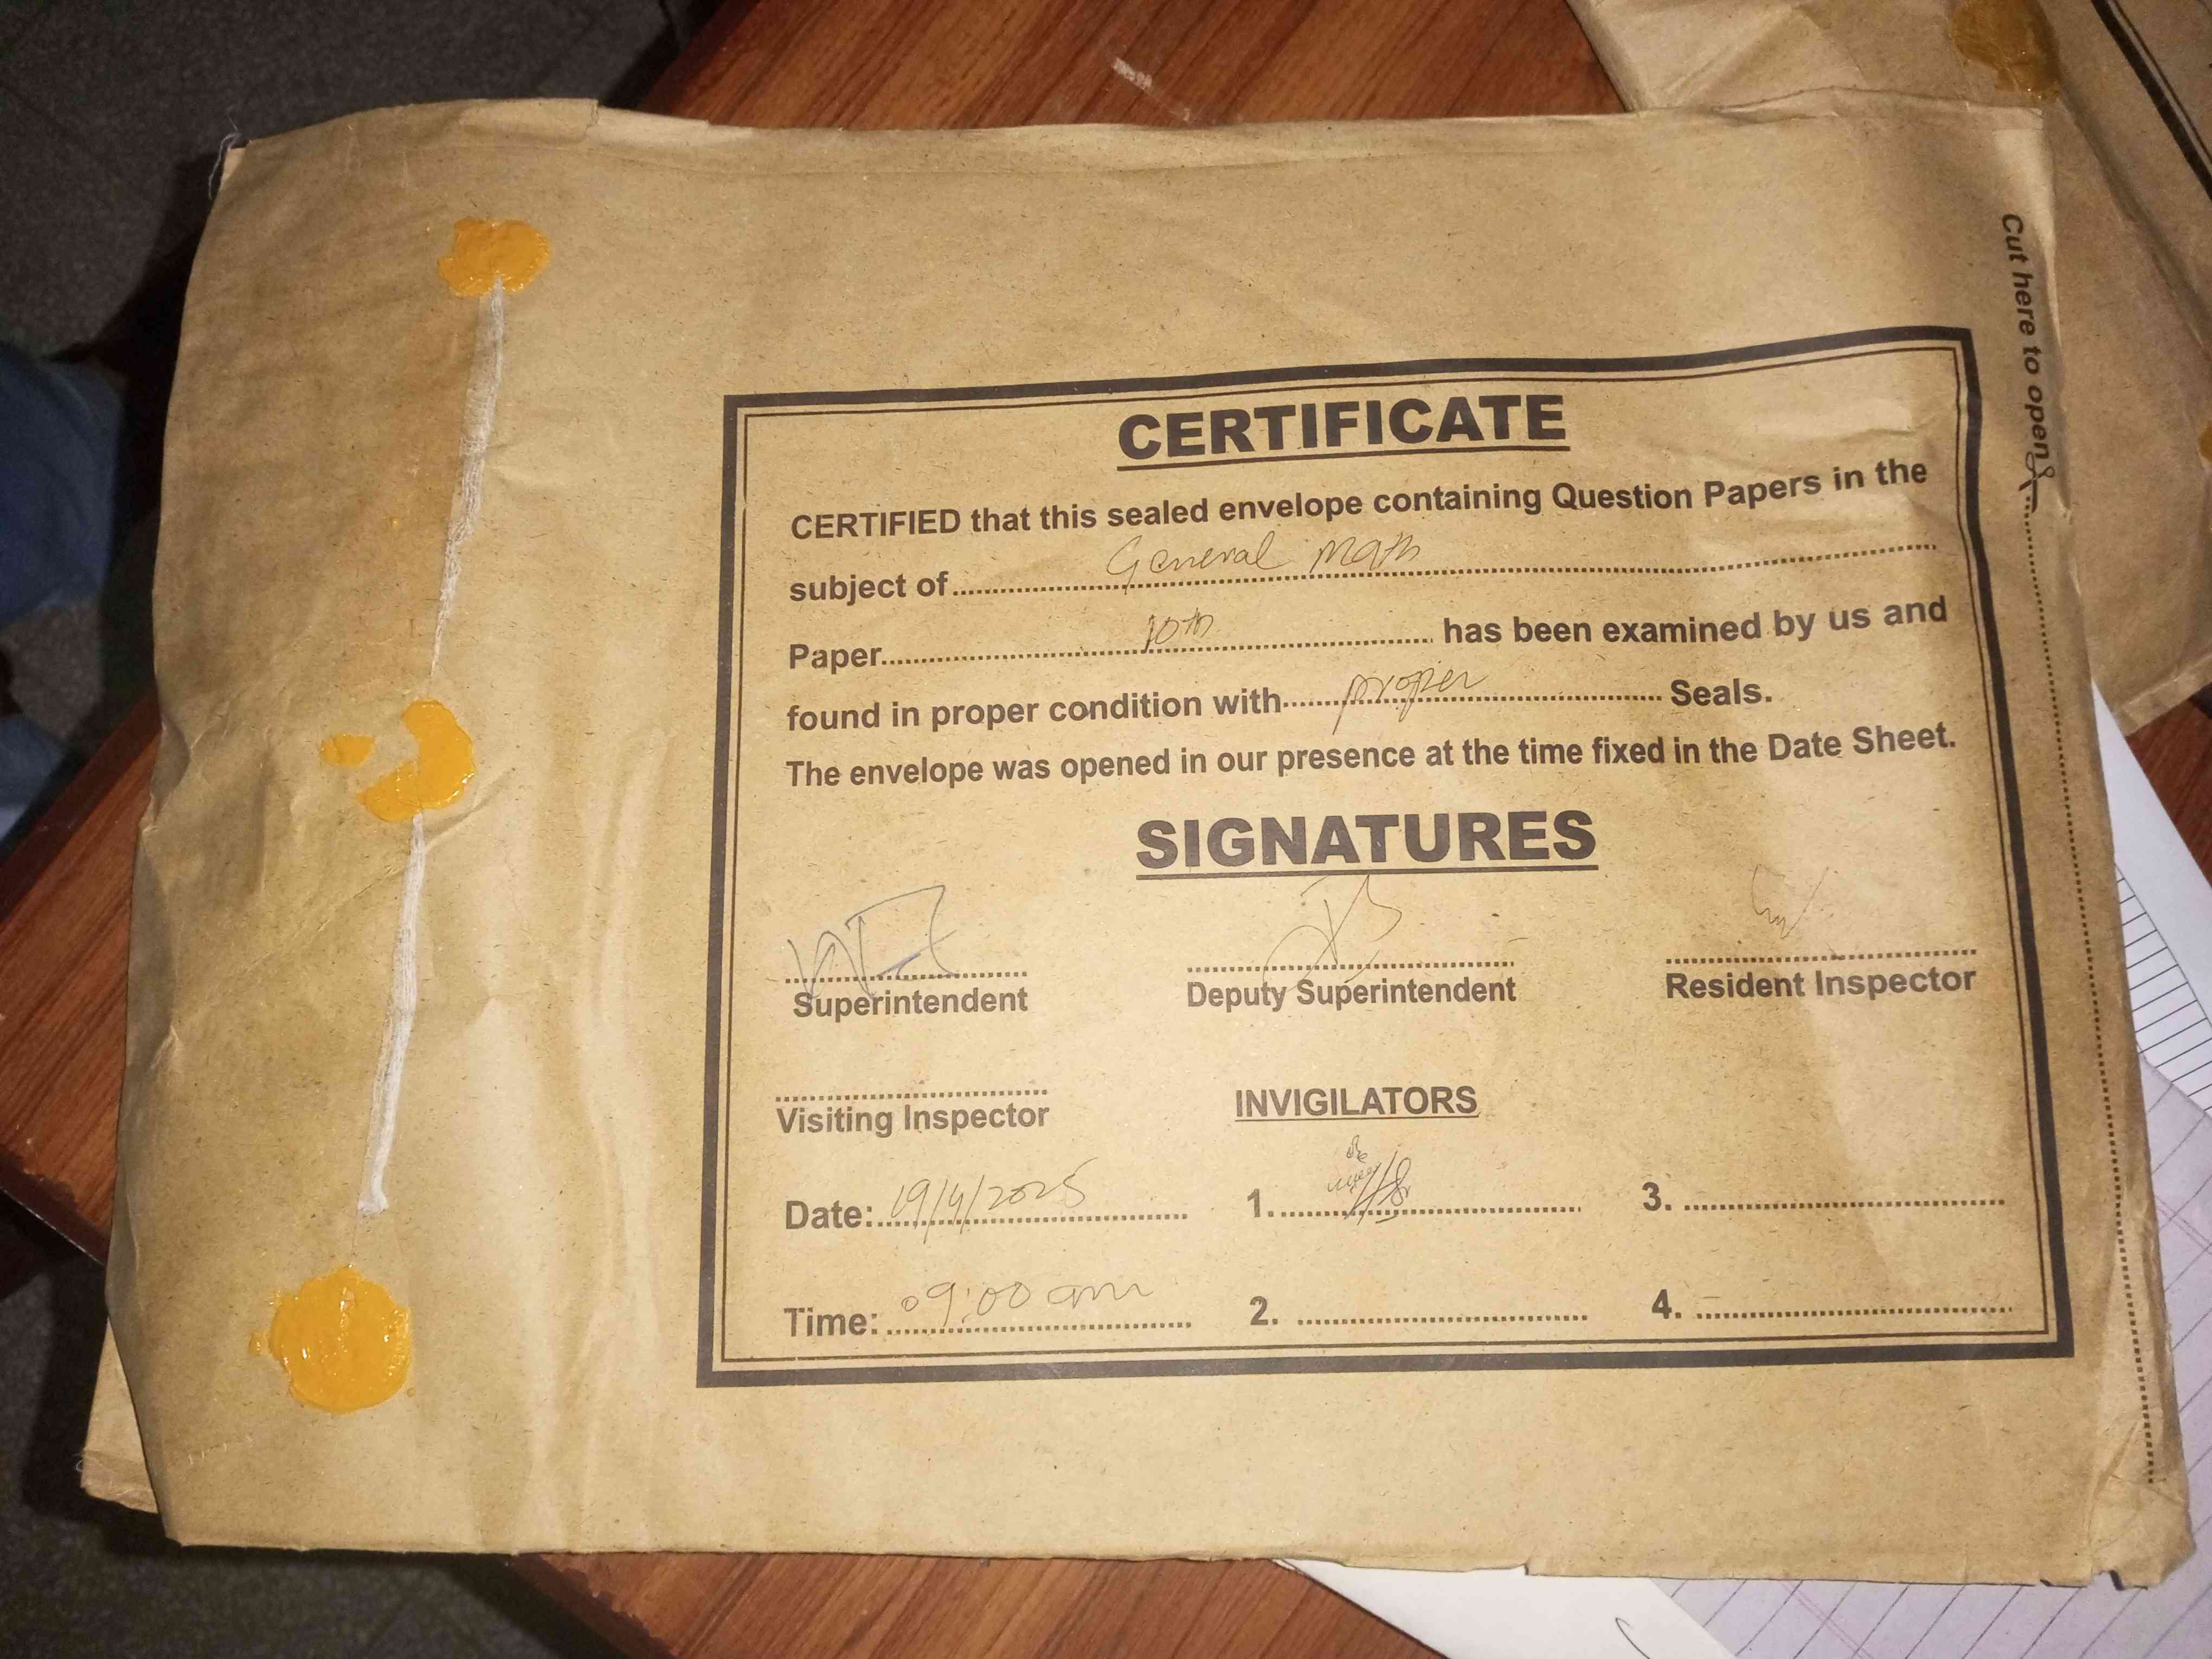 Cut here to open
CERTIFICATE
CERTIFIED that this sealed envelope containing Question Papers in the
subject of General Math
Paper 10th has been examined by us and
found in proper condition with proper Seals.
The envelope was opened in our presence at the time fixed in the Date Sheet.
SIGNATURES
Superintendent Deputy Superintendent Resident Inspector
Visiting Inspector INVIGILATORS
Date: 19/4/2025 1. 3.
Time: 09:00 am 2. 4.